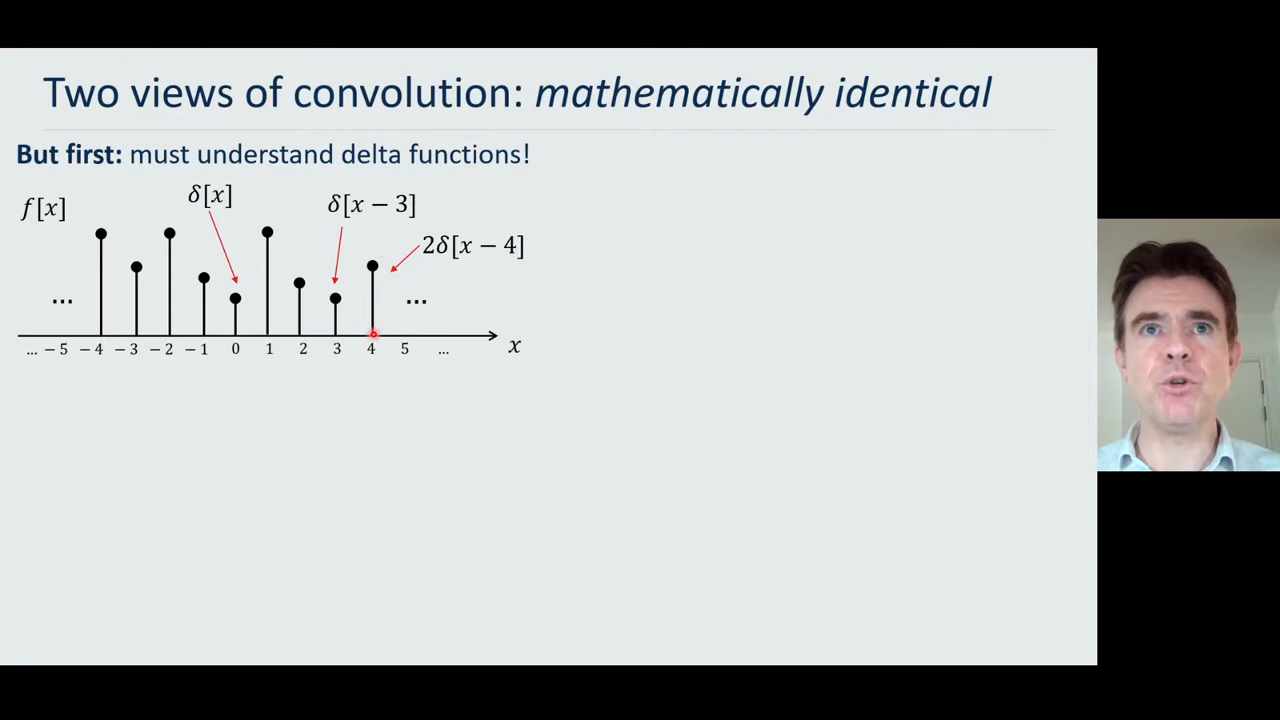 Two views of convolution: mathematically identical
But first: must understand delta functions!
f[x]
δ[x]
δ[x − 3]
2δ[x − 4]
...
...
... −5 −4 −3 −2 −1 0 1 2 3 4 5 ...
x